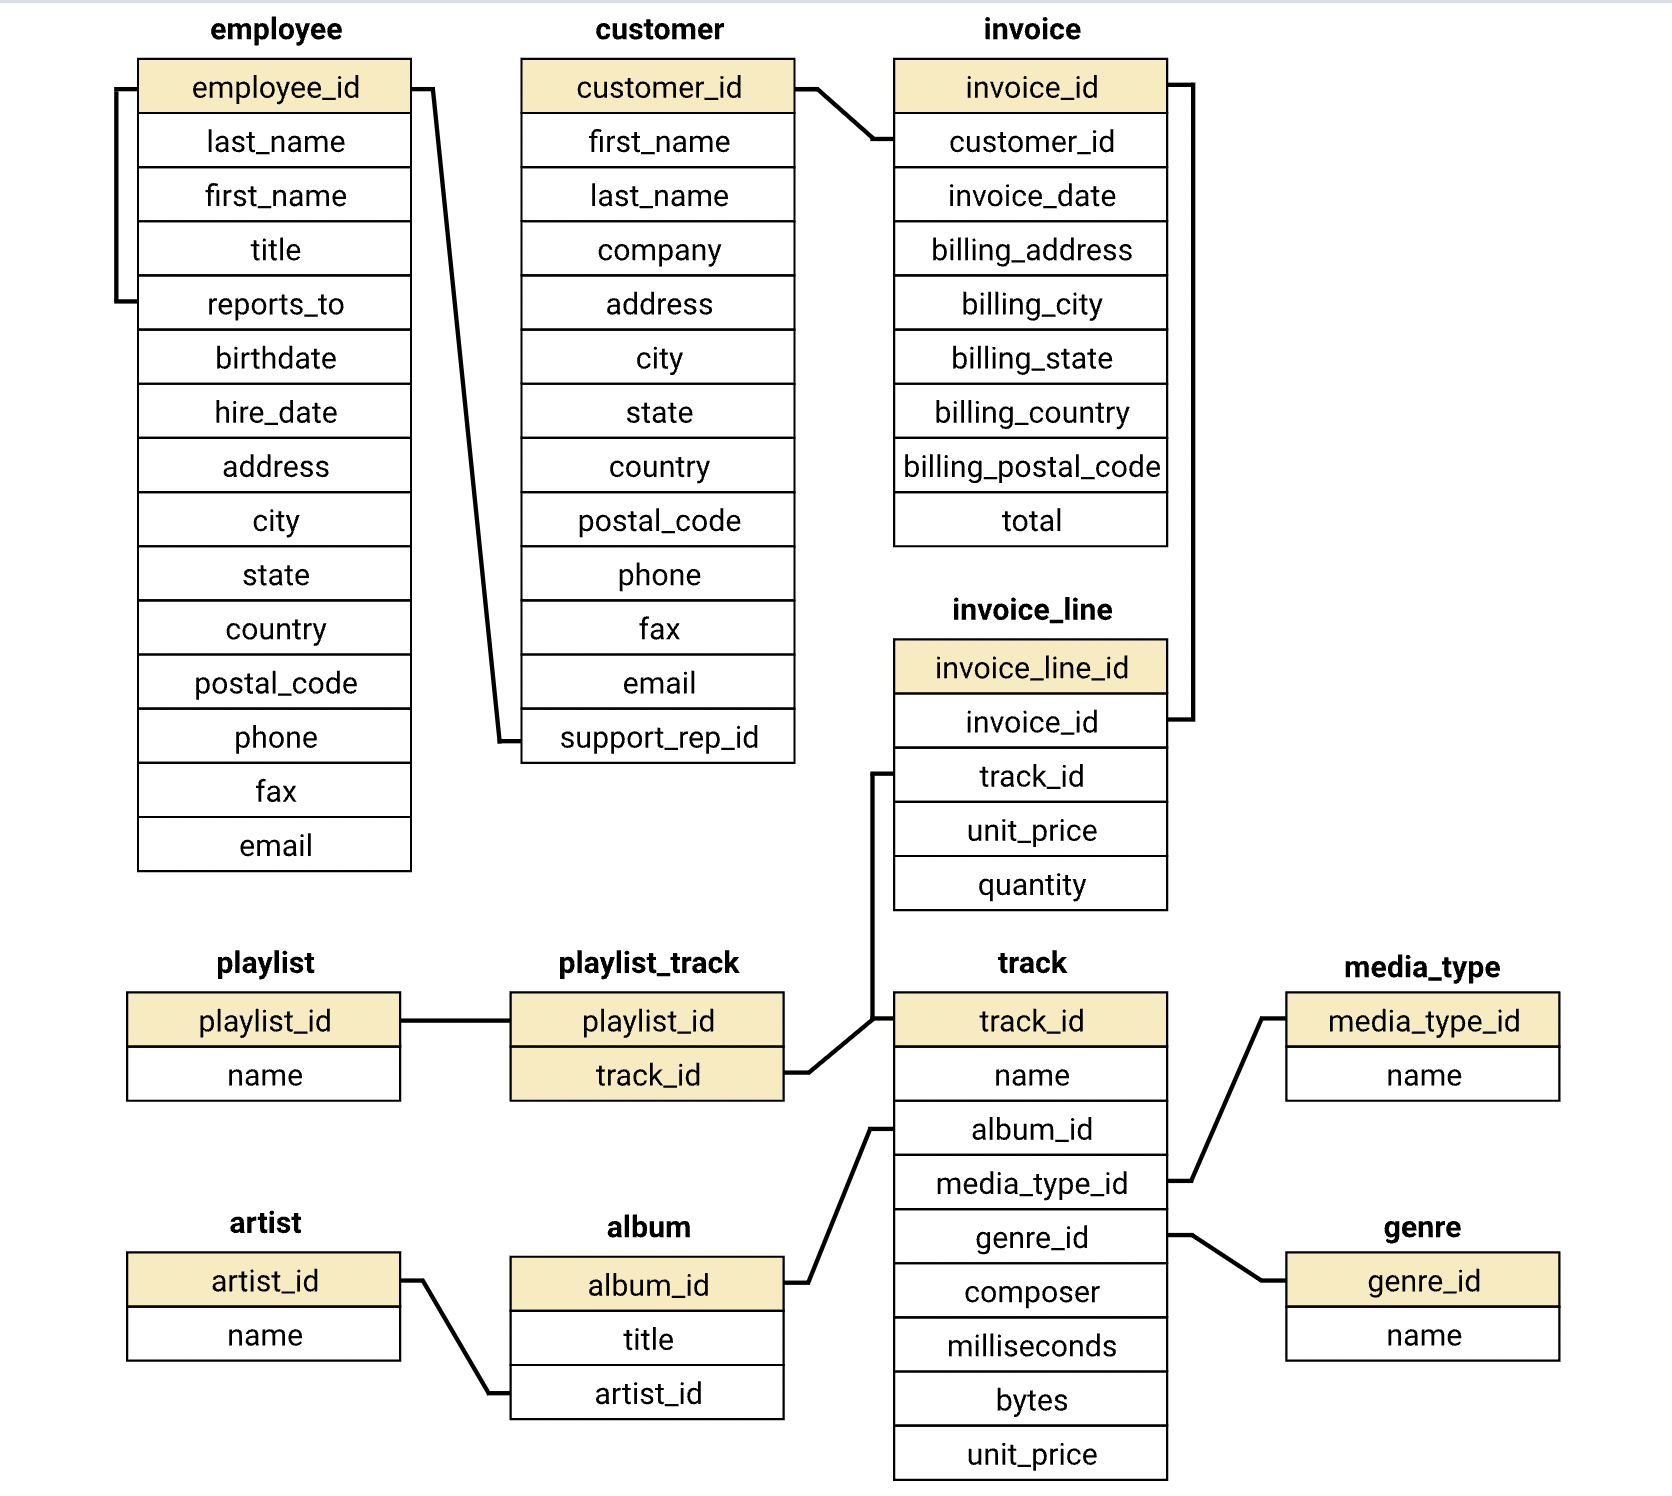 employee
employee_id
last_name
first_name
title
reports_to
birthdate
hire_date
address
city
state
country
postal_code
phone
fax
email
customer
customer_id
first_name
last_name
company
address
city
state
country
postal_code
phone
fax
email
support_rep_id
invoice
invoice_id
customer_id
invoice_date
billing_address
billing_city
billing_state
billing_country
billing_postal_code
total
invoice_line
invoice_line_id
invoice_id
track_id
unit_price
quantity
playlist
playlist_id
name
playlist_track
playlist_id
track_id
track
track_id
name
album_id
media_type_id
genre_id
composer
milliseconds
bytes
unit_price
media_type
media_type_id
name
artist
artist_id
name
album
album_id
title
artist_id
genre
genre_id
name